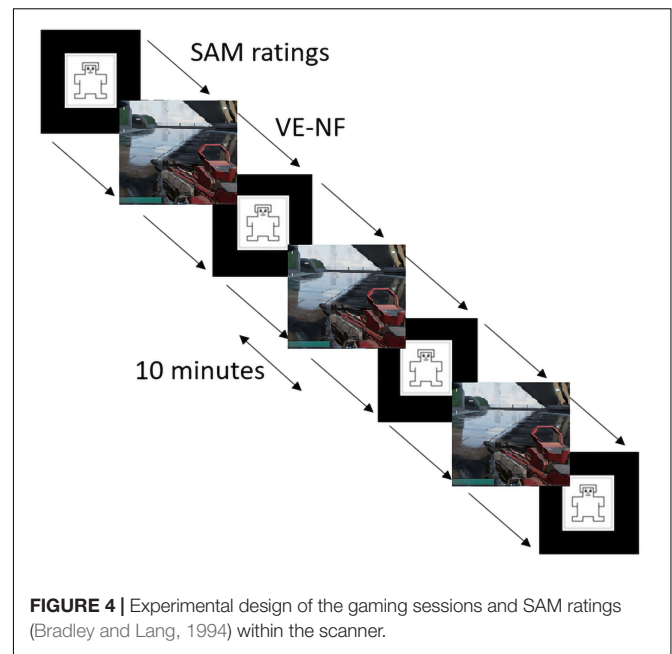 SAM ratings
VE-NF
10 minutes
FIGURE 4 | Experimental design of the gaming sessions and SAM ratings
(Bradley and Lang, 1994) within the scanner.